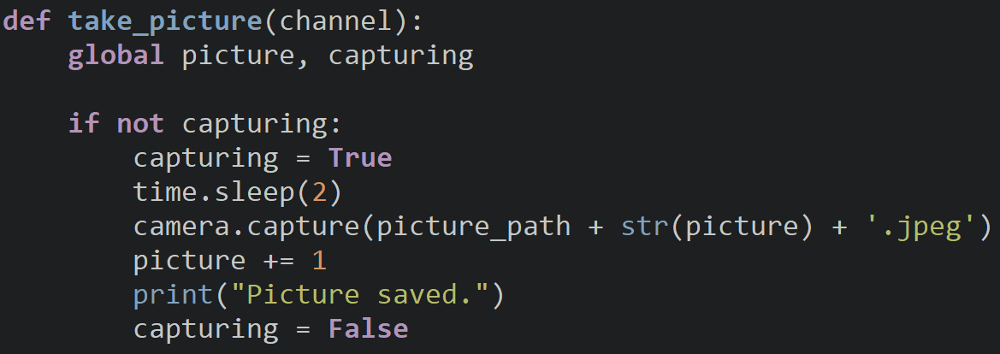 def take_picture(channel):
    global picture, capturing

    if not capturing:
        capturing = True
        time.sleep(2)
        camera.capture(picture_path + str(picture) + '.jpeg')
        picture += 1
        print("Picture saved.")
        capturing = False